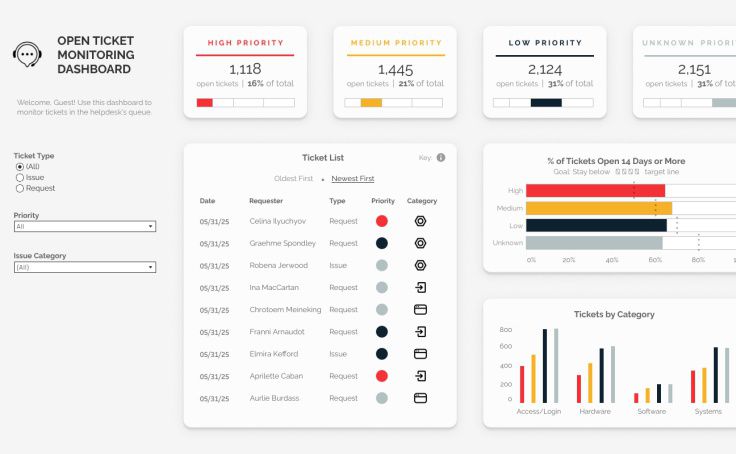 OPEN TICKET
MONITORING
DASHBOARD
Welcome, Guest! Use this dashboard to
monitor tickets in the helpdesk's queue.
Ticket Type
(All)
Issue
Request
Priority
All
Issue Category
(All)
HIGH PRIORITY
1,118
open tickets | 16% of total
MEDIUM PRIORITY
1,445
open tickets | 21% of total
LOW PRIORITY
2,124
open tickets | 31% of total
UNKNOWN PRIORITY
2,151
open tickets | 31% of total
Ticket List
Key:
Oldest First
Newest First
Date Requester Type Priority Category
05/31/25 Celina Ilyuchyov Request
05/31/25 Graehme Spondley Request
05/31/25 Robena Jerwood Issue
05/31/25 Ina MacCartan Request
05/31/25 Chrotoem Meineking Request
05/31/25 Franni Arnaudot Request
05/31/25 Elmira Kefford Issue
05/31/25 Aprilette Caban Request
05/31/25 Aurlie Burdass Request
% of Tickets Open 14 Days or More
Goal: Stay below target line
High
Medium
Low
Unknown
0% 20% 40% 60% 80%
Tickets by Category
800
600
400
200
0
Access/Login Hardware Software Systems